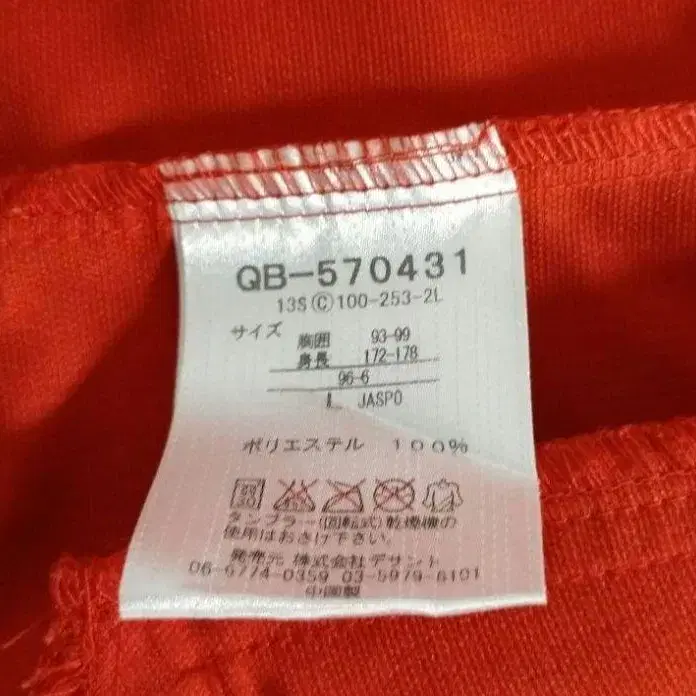 QB-570431
13SⒸ100-253-2L
サイズ
胸囲 93-99
身長 172-178
96-6
L JASPO
ポリエステル 100%
タンブラー(回転式)乾燥機の
使用はおさけ下さい。
発売元 株式会社デサント
06-6774-0359 03-5979-6101
中国製